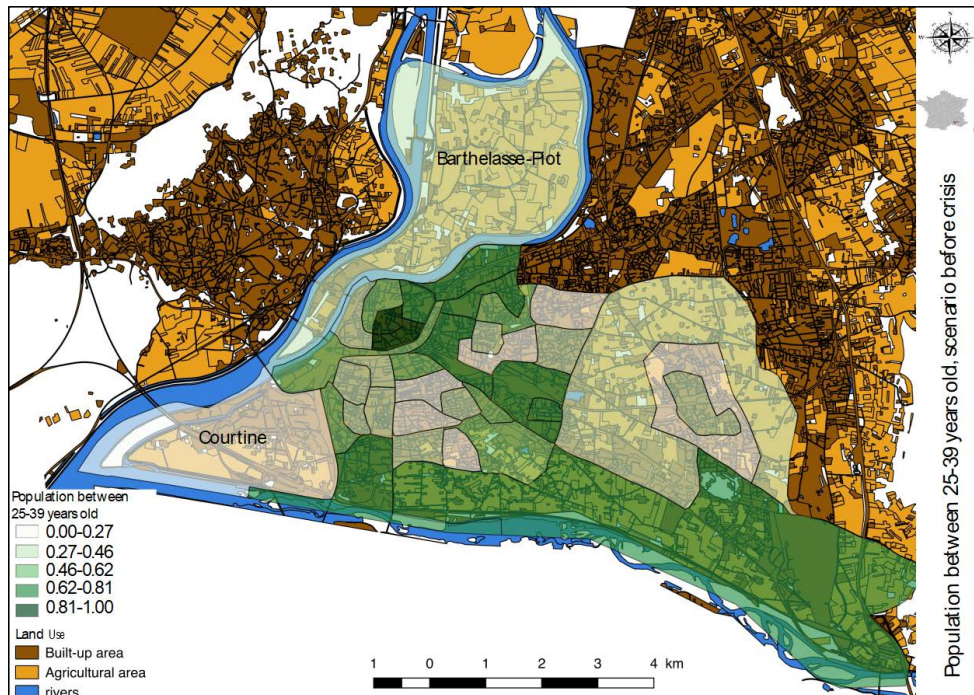 Barthelasse-Piot
Courtine
Population between
25-39 years old
0.00-0.27
0.27-0.46
0.46-0.62
0.62-0.81
0.81-1.00
Land Use
Built-up area
Agricultural area
rivers
1 0 1 2 3 4 km
Population between 25-39 years old, scenario before crisis